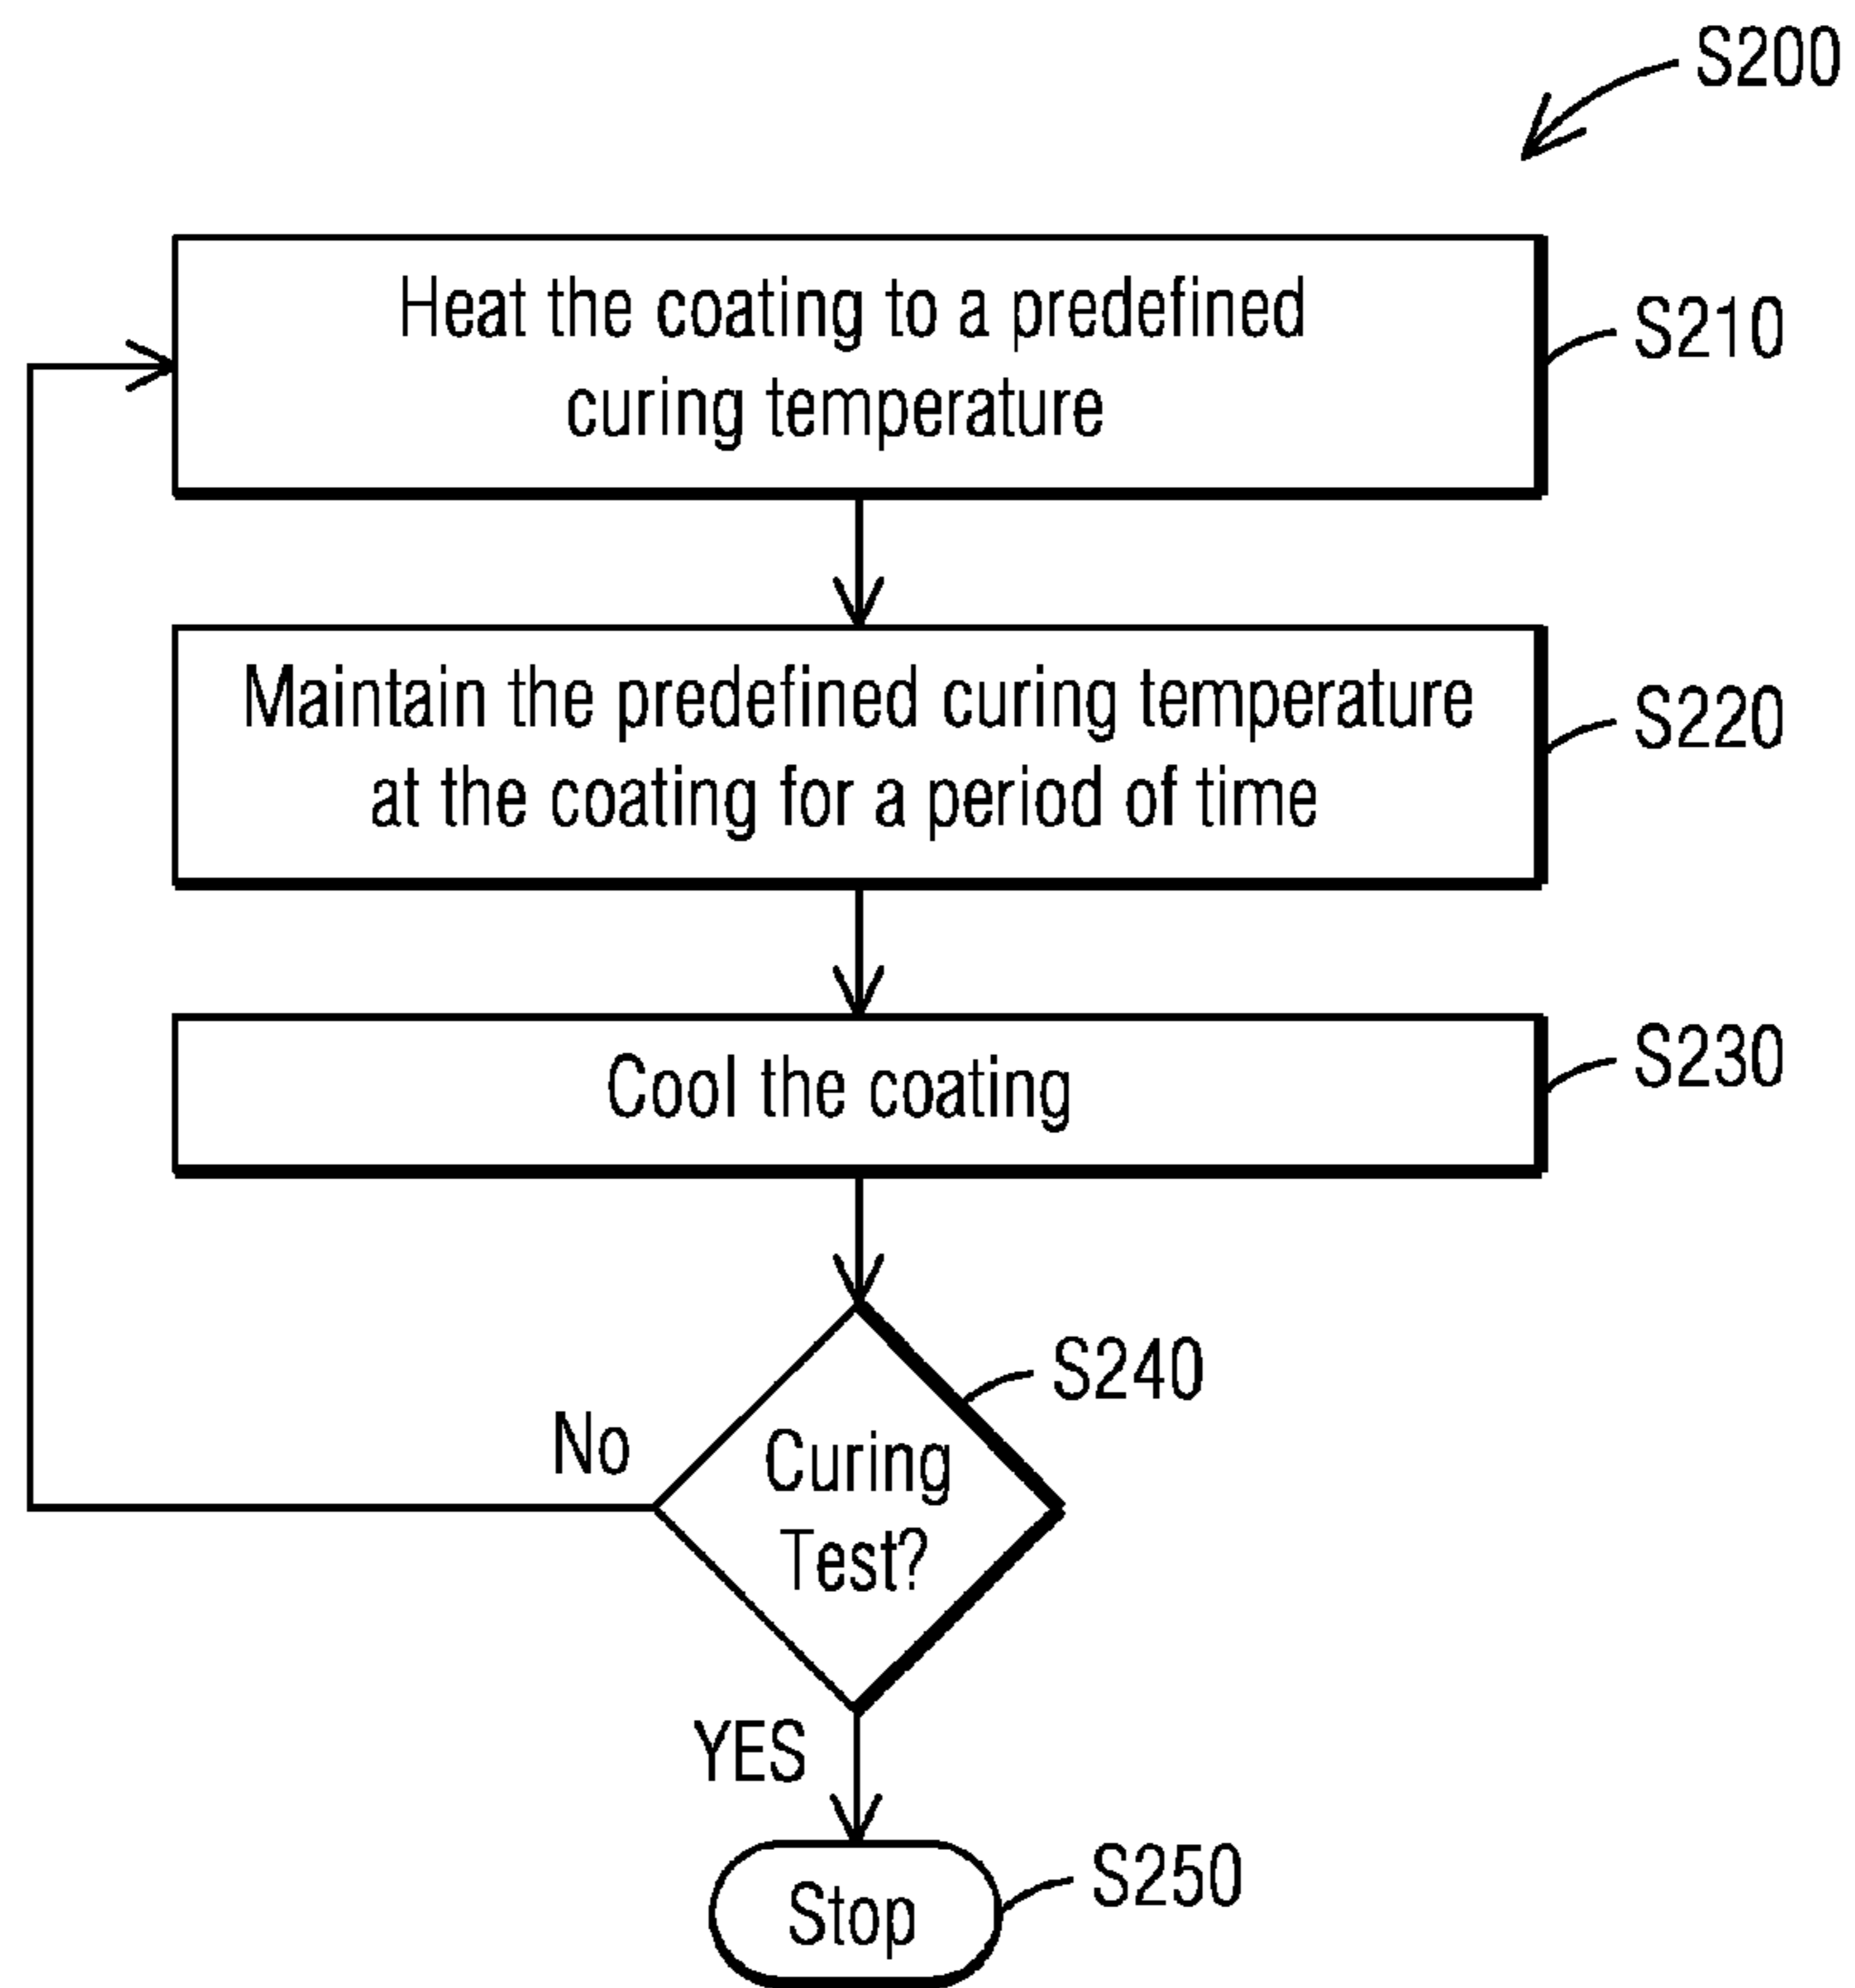 S200
Heat the coating to a predefined
curing temperature
S210
Maintain the predefined curing temperature
at the coating for a period of time
S220
Cool the coating
S230
S240
No
Curing
Test?
YES
Stop
S250